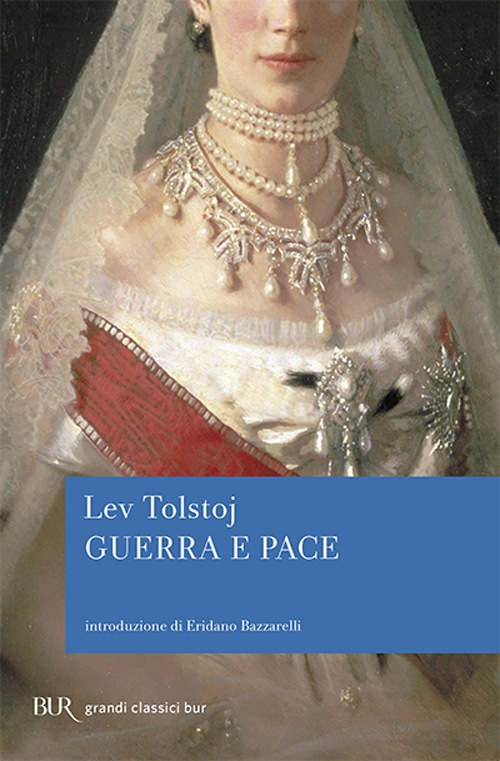 Lev Tolstoj
GUERRA E PACE
introduzione di Eridano Bazzarelli
BUR grandi classici bur